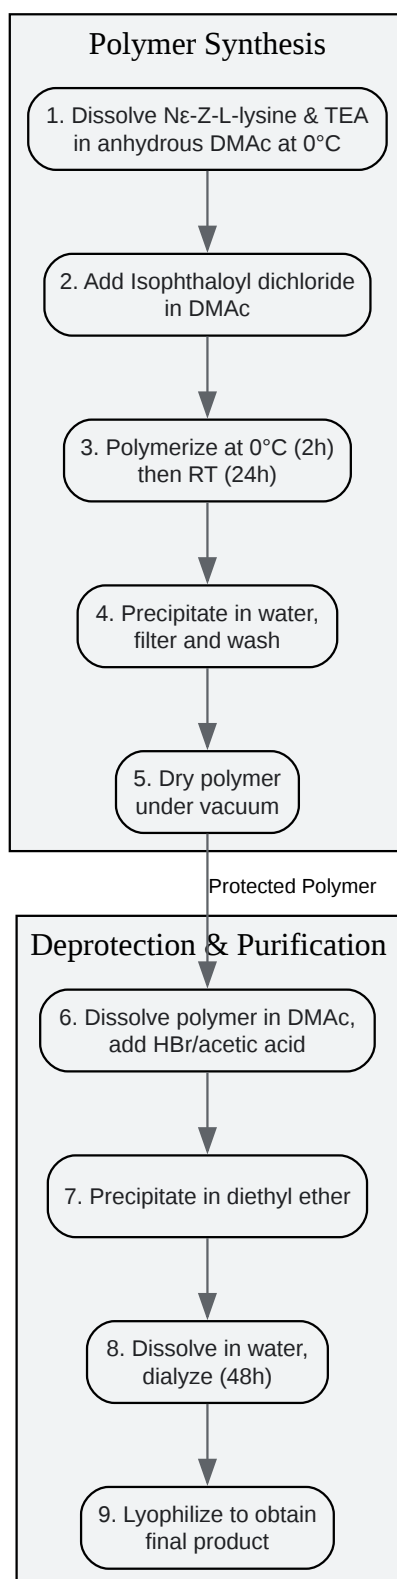 Polymer Synthesis
1. Dissolve Nε-Z-L-lysine & TEA
in anhydrous DMAc at 0°C
2. Add Isophthaloyl dichloride
in DMAc
3. Polymerize at 0°C (2h)
then RT (24h)
4. Precipitate in water,
filter and wash
5. Dry polymer
under vacuum
Protected Polymer
Deprotection & Purification
6. Dissolve polymer in DMAc,
add HBr/acetic acid
7. Precipitate in diethyl ether
8. Dissolve in water,
dialyze (48h)
9. Lyophilize to obtain
final product